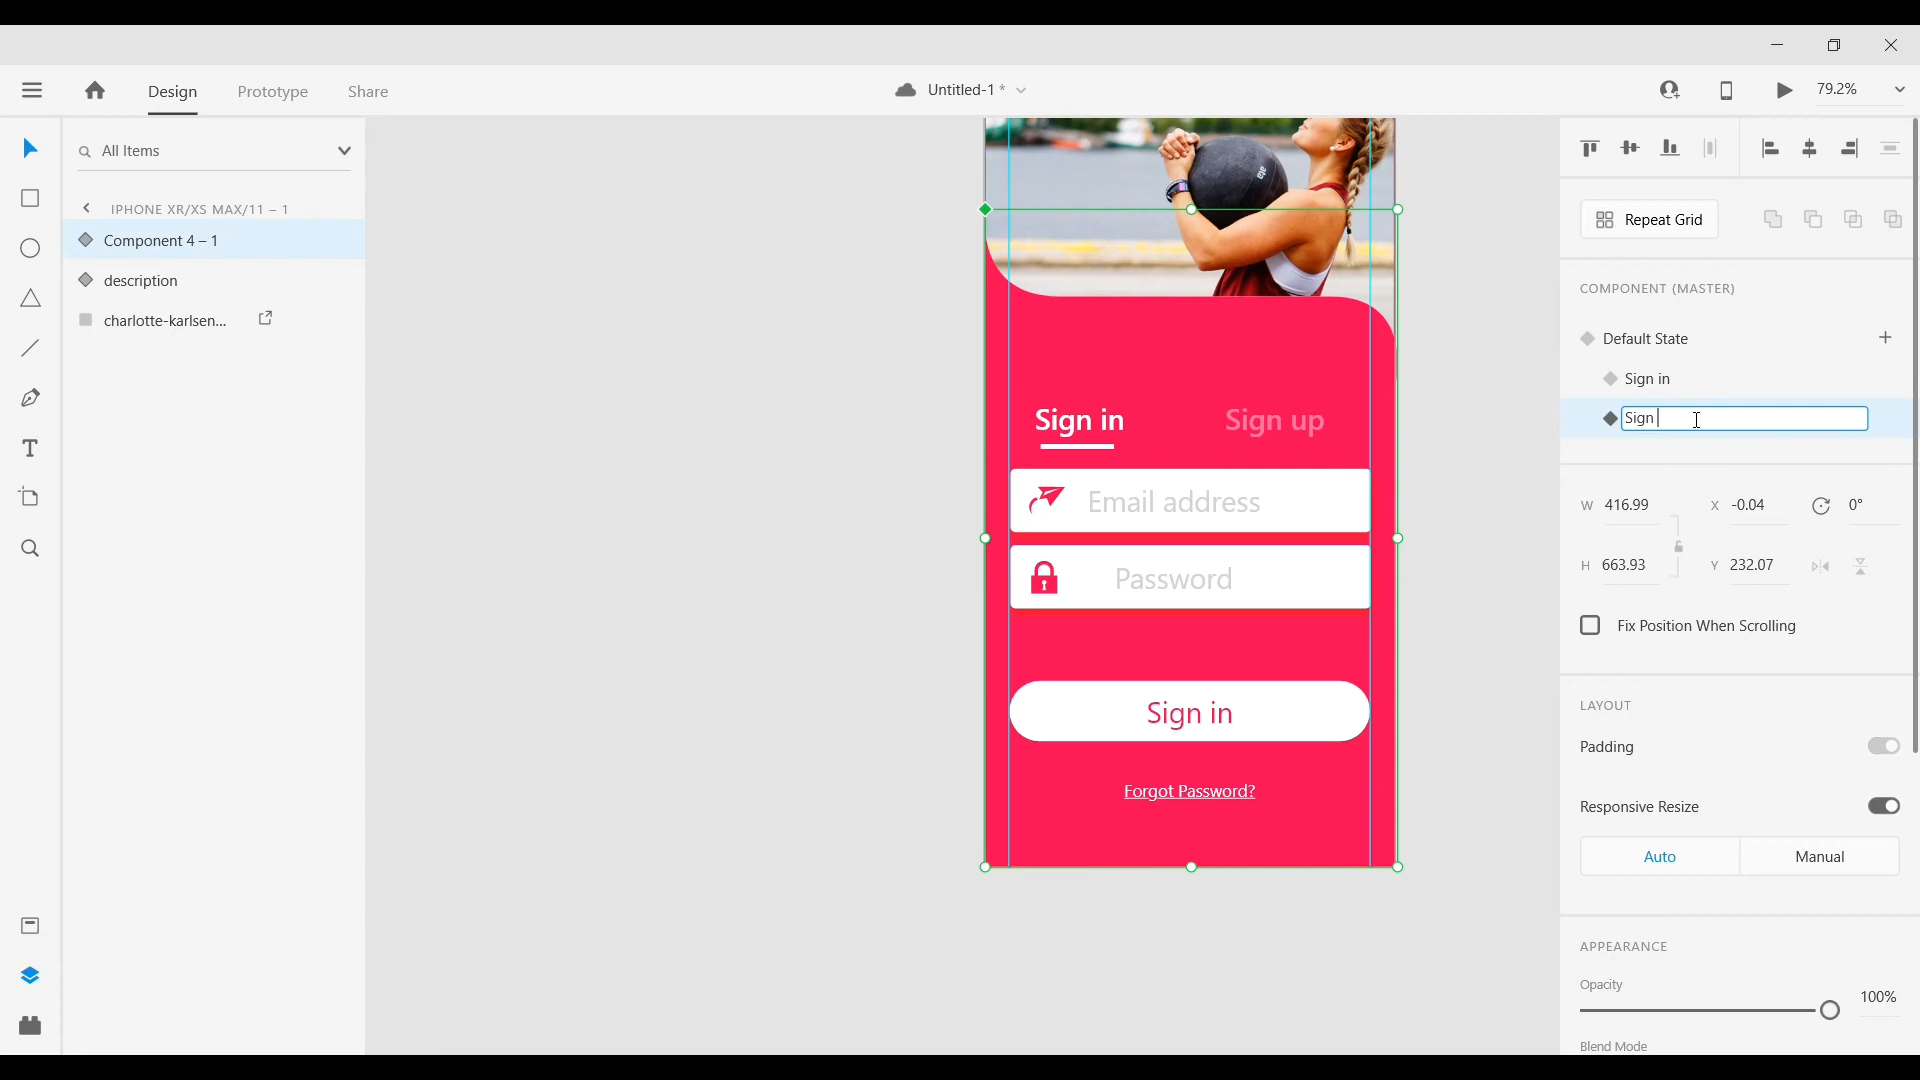 Design
Prototype
Share
Untitled-1 *
79.2%
All Items
IPHONE XR/XS MAX/11 – 1
Component 4 – 1
description
charlotte-karlsen...
ata
Sign in
Sign up
Email address
Password
Sign in
Forgot Password?
Repeat Grid
COMPONENT (MASTER)
Default State
Sign in
Sign
W 416.99 X -0.04 0°
H 663.93 Y 232.07
Fix Position When Scrolling
LAYOUT
Padding
Responsive Resize
Auto Manual
APPEARANCE
Opacity
100%
Blend Mode